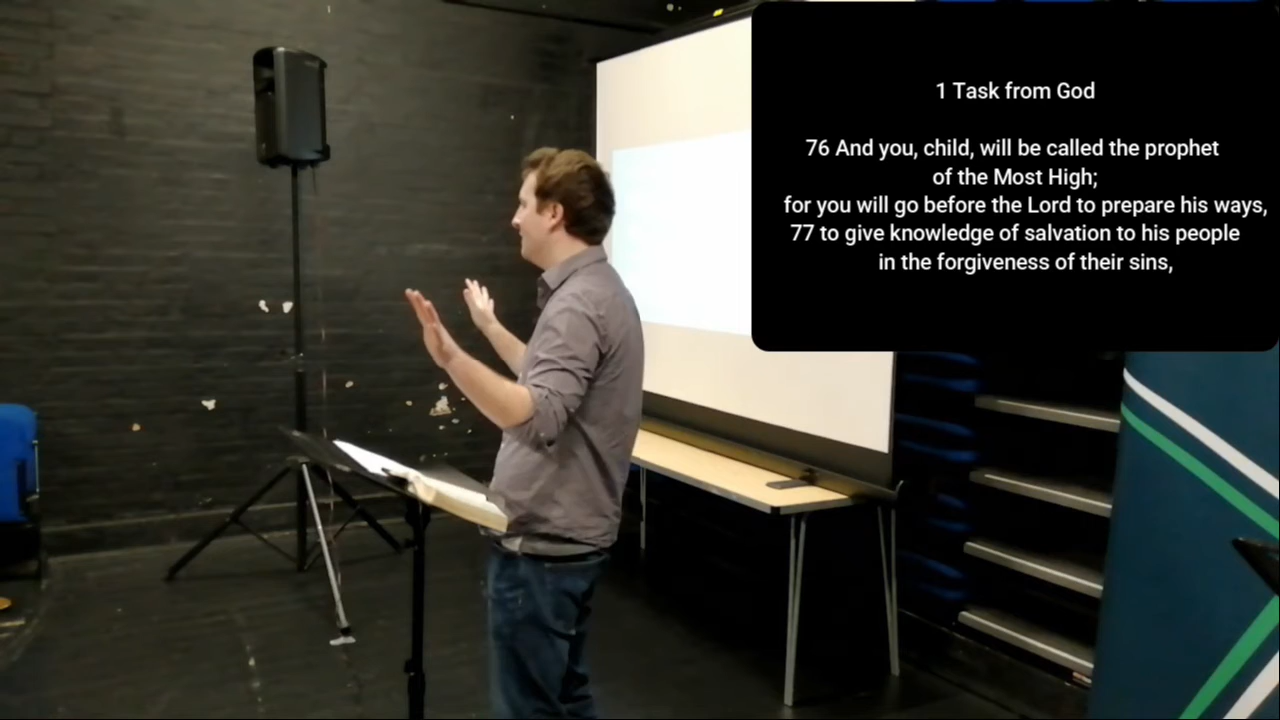 1 Task from God
76 And you, child, will be called the prophet
of the Most High;
for you will go before the Lord to prepare his ways,
77 to give knowledge of salvation to his people
in the forgiveness of their sins,